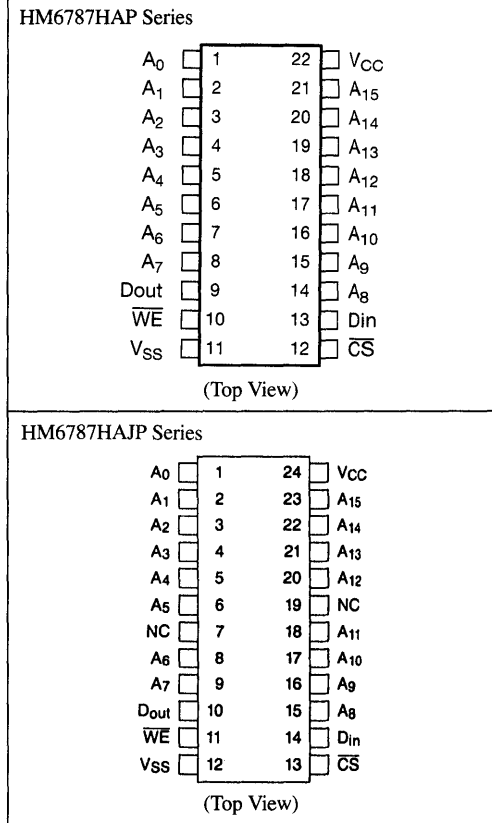 HM6787HAP Series
A0 1 22 VCC
A1 2 21 A15
A2 3 20 A14
A3 4 19 A13
A4 5 18 A12
A5 6 17 A11
A6 7 16 A10
A7 8 15 A9
Dout 9 14 A8
W̅E̅ 10 13 Din
VSS 11 12 C̅S̅
(Top View)
HM6787HAJP Series
A0 1 24 VCC
A1 2 23 A15
A2 3 22 A14
A3 4 21 A13
A4 5 20 A12
A5 6 19 NC
NC 7 18 A11
A6 8 17 A10
A7 9 16 A9
Dout 10 15 A8
W̅E̅ 11 14 Din
VSS 12 13 C̅S̅
(Top View)